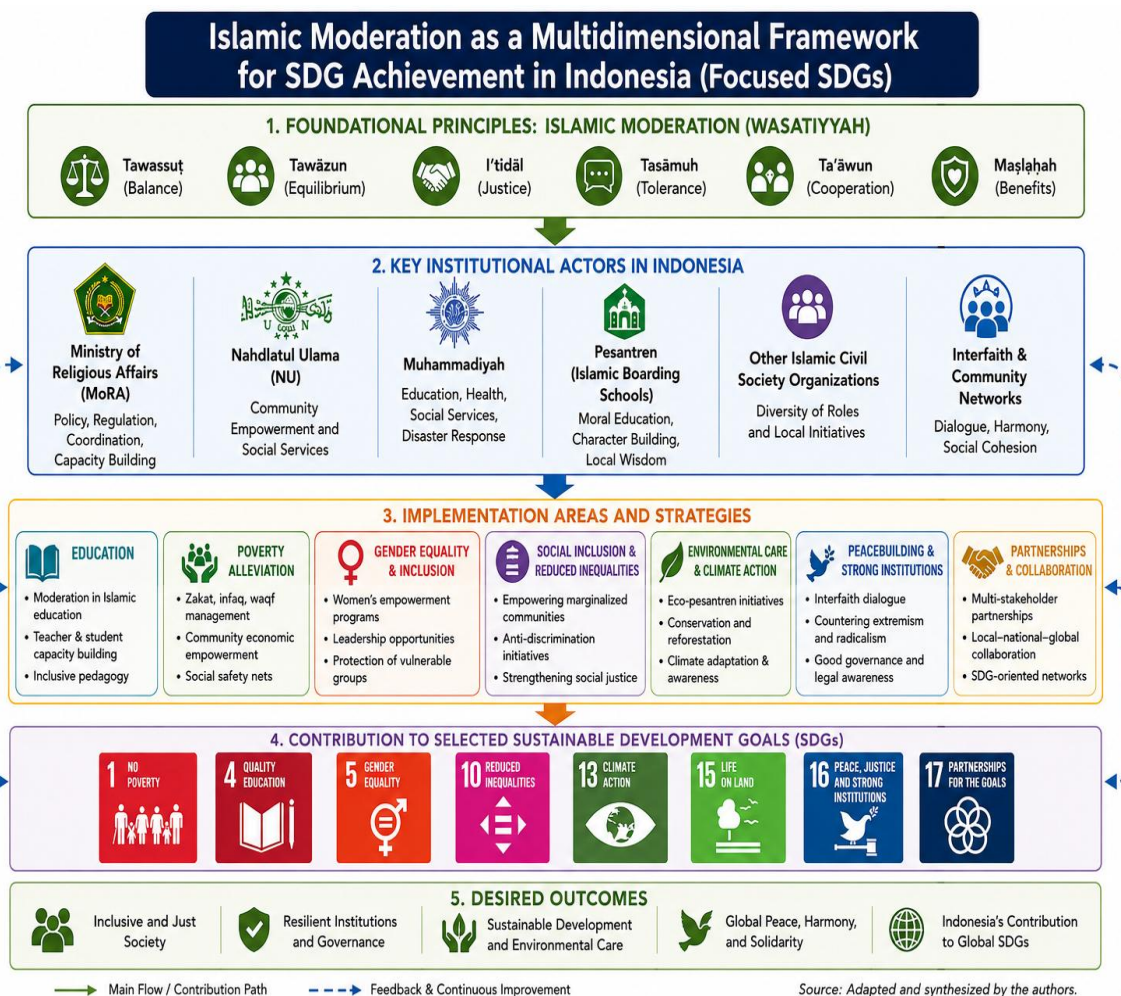 Islamic Moderation as a Multidimensional Framework
for SDG Achievement in Indonesia (Focused SDGs)
1. FOUNDATIONAL PRINCIPLES: ISLAMIC MODERATION (WASATIYYAH)
Tawassuṭ
(Balance)
Tawāzun
(Equilibrium)
I'tidāl
(Justice)
Tasāmuh
(Tolerance)
Ta'āwun
(Cooperation)
Maṣlaḥah
(Benefits)
2. KEY INSTITUTIONAL ACTORS IN INDONESIA
Ministry of
Religious Affairs
(MoRA)
Policy, Regulation,
Coordination,
Capacity Building
U N
Nahdlatul Ulama
(NU)
Community
Empowerment and
Social Services
Muhammadiyah
Education, Health,
Social Services,
Disaster Response
Pesantren
(Islamic Boarding
Schools)
Moral Education,
Character Building,
Local Wisdom
Other Islamic Civil
Society Organizations
Diversity of Roles
and Local Initiatives
Interfaith &
Community
Networks
Dialogue, Harmony,
Social Cohesion
3. IMPLEMENTATION AREAS AND STRATEGIES
EDUCATION
• Moderation in Islamic
education
• Teacher & student
capacity building
• Inclusive pedagogy
POVERTY
ALLEVIATION
• Zakat, infaq, waqf
management
• Community economic
empowerment
• Social safety nets
GENDER EQUALITY
& INCLUSION
• Women's empowerment
programs
• Leadership opportunities
• Protection of vulnerable
groups
SOCIAL INCLUSION &
REDUCED INEQUALITIES
• Empowering marginalized
communities
• Anti-discrimination
initiatives
• Strengthening social justice
ENVIRONMENTAL CARE
& CLIMATE ACTION
• Eco-pesantren initiatives
• Conservation and
reforestation
• Climate adaptation &
awareness
PEACEBUILDING &
STRONG INSTITUTIONS
• Interfaith dialogue
• Countering extremism
and radicalism
• Good governance and
legal awareness
PARTNERSHIPS
& COLLABORATION
• Multi-stakeholder
partnerships
• Local–national–global
collaboration
• SDG-oriented networks
4. CONTRIBUTION TO SELECTED SUSTAINABLE DEVELOPMENT GOALS (SDGs)
1 NO
POVERTY
4 QUALITY
EDUCATION
5 GENDER
EQUALITY
10 REDUCED
INEQUALITIES
13 CLIMATE
ACTION
15 LIFE
ON LAND
16 PEACE, JUSTICE
AND STRONG
INSTITUTIONS
17 PARTNERSHIPS
FOR THE GOALS
5. DESIRED OUTCOMES
Inclusive and Just
Society
Resilient Institutions
and Governance
Sustainable Development
and Environmental Care
Global Peace, Harmony,
and Solidarity
Indonesia's Contribution
to Global SDGs
Main Flow / Contribution Path
Feedback & Continuous Improvement
Source: Adapted and synthesized by the authors.